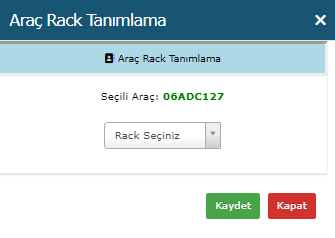 Araç Rack Tanımlama
Araç Rack Tanımlama
Seçili Araç: 06ADC127
Rack Seçiniz
Kaydet Kapat